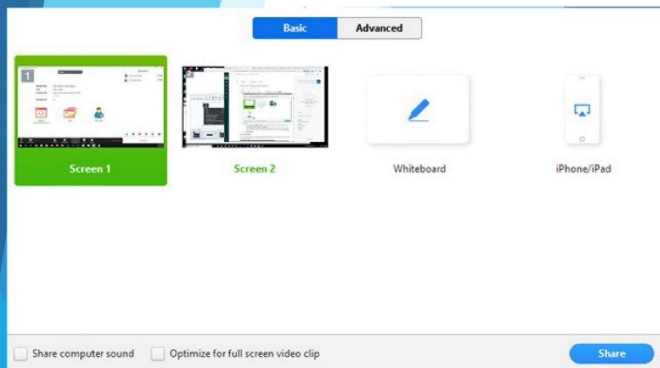 Basic Advanced
1
Screen 1 Screen 2 Whiteboard iPhone/iPad
Share computer sound Optimize for full screen video clip Share